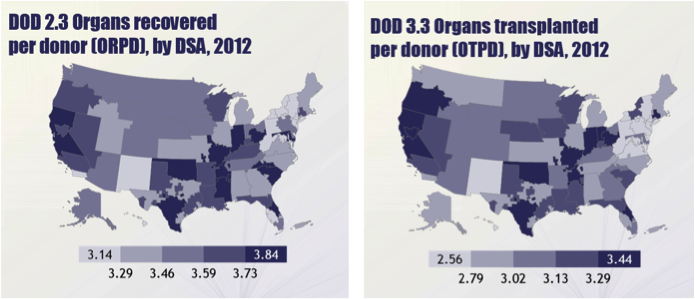 DOD 2.3 Organs recovered
per donor (ORPD), by DSA, 2012
3.14 3.84
3.29 3.46 3.59 3.73
DOD 3.3 Organs transplanted
per donor (OTPD), by DSA, 2012
2.56 3.44
2.79 3.02 3.13 3.29